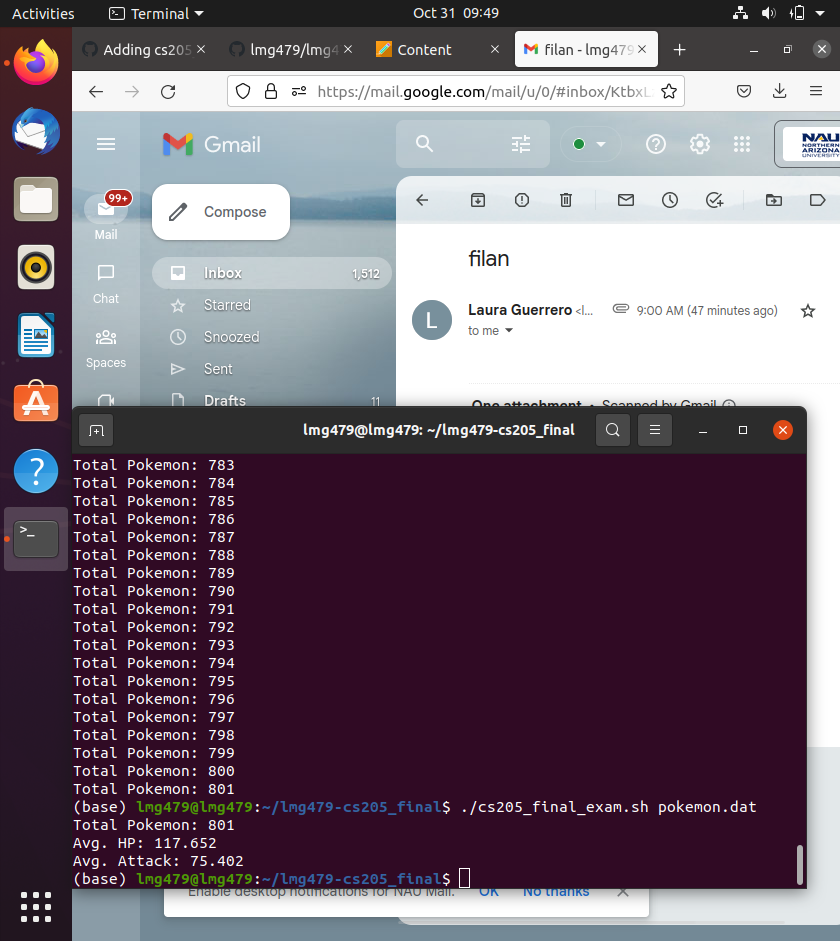 Activities Terminal Oct 31 09:49
Adding cs205 lmg479/lmg4 Content filan - lmg479
https://mail.google.com/mail/u/0/#inbox/KtbxL
Gmail
NAU
NORTHERN
ARIZONA
UNIVERSITY
99+
Mail
Compose
Chat
Spaces
Inbox 1,512
Starred
Snoozed
Sent
Drafts 11
filan
L
Laura Guerrero <l... 9:00 AM (47 minutes ago)
to me
One attachment • Scanned by Gmail
lmg479@lmg479: ~/lmg479-cs205_final
Total Pokemon: 783
Total Pokemon: 784
Total Pokemon: 785
Total Pokemon: 786
Total Pokemon: 787
Total Pokemon: 788
Total Pokemon: 789
Total Pokemon: 790
Total Pokemon: 791
Total Pokemon: 792
Total Pokemon: 793
Total Pokemon: 794
Total Pokemon: 795
Total Pokemon: 796
Total Pokemon: 797
Total Pokemon: 798
Total Pokemon: 799
Total Pokemon: 800
Total Pokemon: 801
(base) lmg479@lmg479:~/lmg479-cs205_final$ ./cs205_final_exam.sh pokemon.dat
Total Pokemon: 801
Avg. HP: 117.652
Avg. Attack: 75.402
(base) lmg479@lmg479:~/lmg479-cs205_final$
Enable desktop notifications for NAU Mail. OK No thanks